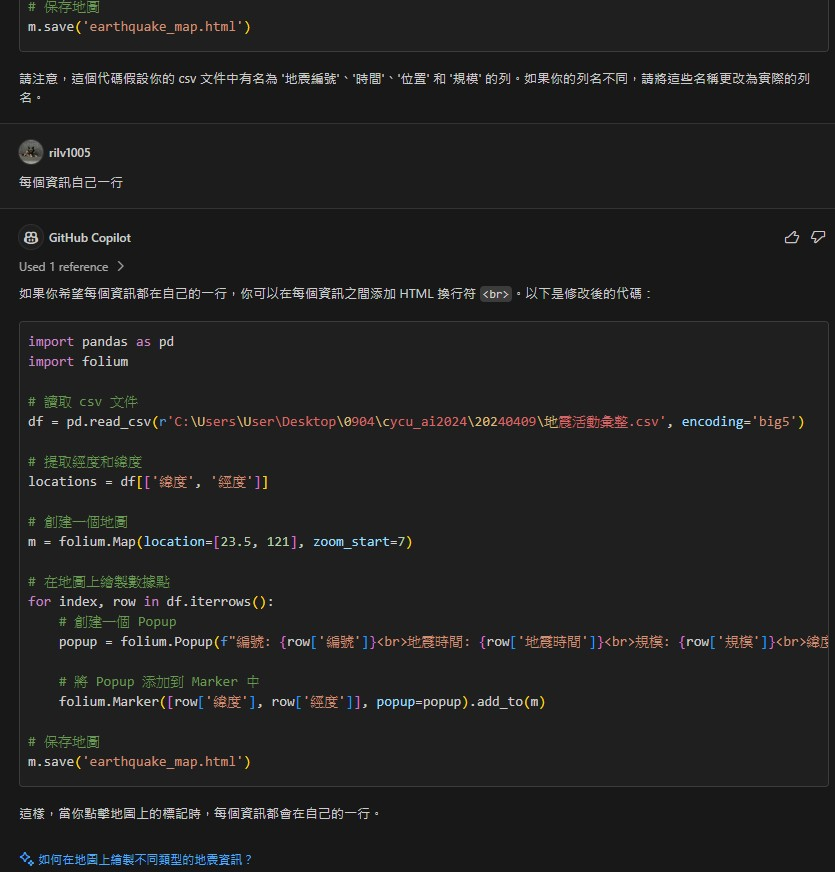 # 保存地圖
m.save('earthquake_map.html')
請注意，這個代碼假設你的 csv 文件中有名為 '地震編號'、'時間'、'位置' 和 '規模' 的列。如果你的列名不同，請將這些名稱更改為實際的列
名。
rilv1005
每個資訊自己一行
GitHub Copilot
Used 1 reference
如果你希望每個資訊都在自己的一行，你可以在每個資訊之間添加 HTML 換行符 <br>。以下是修改後的代碼：
import pandas as pd
import folium
# 讀取 csv 文件
df = pd.read_csv(r'C:\Users\User\Desktop\0904\cycu_ai2024\20240409\地震活動彙整.csv', encoding='big5')
# 提取經度和緯度
locations = df[['緯度', '經度']]
# 創建一個地圖
m = folium.Map(location=[23.5, 121], zoom_start=7)
# 在地圖上繪製數據點
for index, row in df.iterrows():
# 創建一個 Popup
popup = folium.Popup(f"編號: {row['編號']}<br>地震時間: {row['地震時間']}<br>規模: {row['規模']}<br>緯度
# 將 Popup 添加到 Marker 中
folium.Marker([row['緯度'], row['經度']], popup=popup).add_to(m)
# 保存地圖
m.save('earthquake_map.html')
這樣，當你點擊地圖上的標記時，每個資訊都會在自己的一行。
如何在地圖上繪製不同類型的地震資訊？